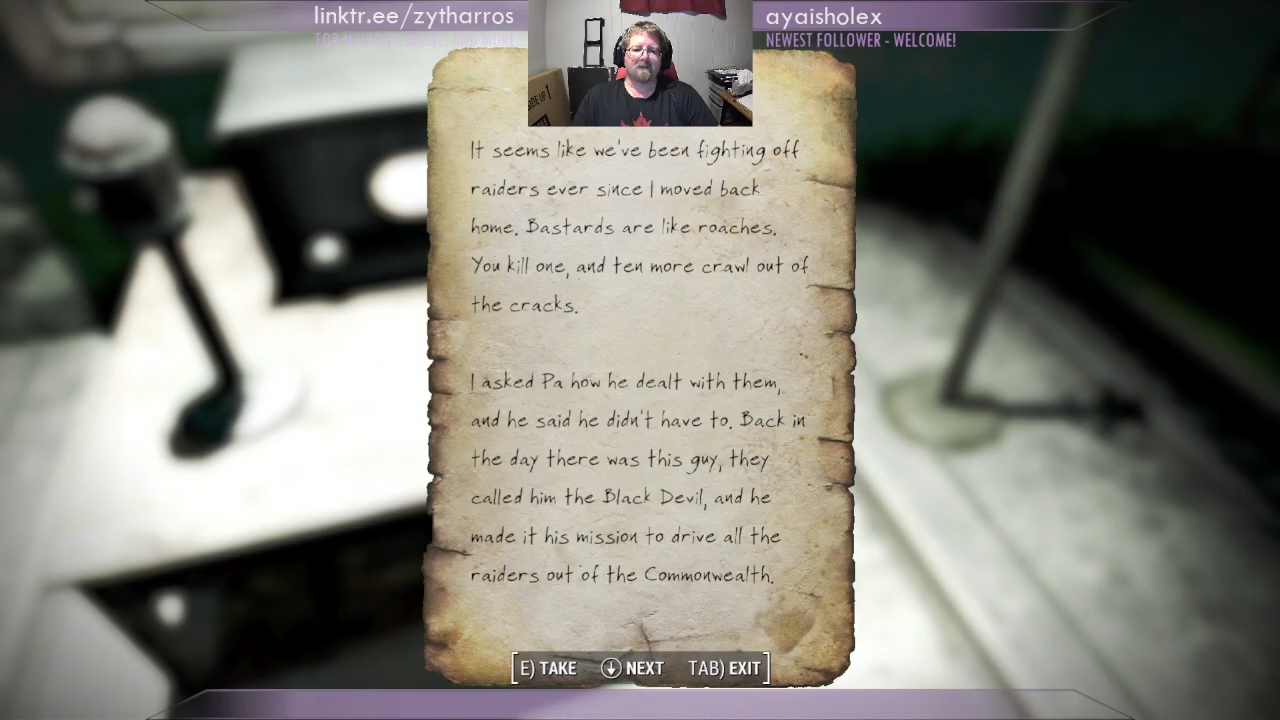 linktr.ee/zytharros
ayaisholex
NEWEST FOLLOWER - WELCOME!
SIDE UP
It seems like we've been fighting off
raiders ever since I moved back
home. Bastards are like roaches.
You kill one, and ten more crawl out of
the cracks.
I asked Pa how he dealt with them,
and he said he didn't have to. Back in
the day there was this guy, they
called him the Black Devil, and he
made it his mission to drive all the
raiders out of the Commonwealth.
E) TAKE NEXT TAB) EXIT